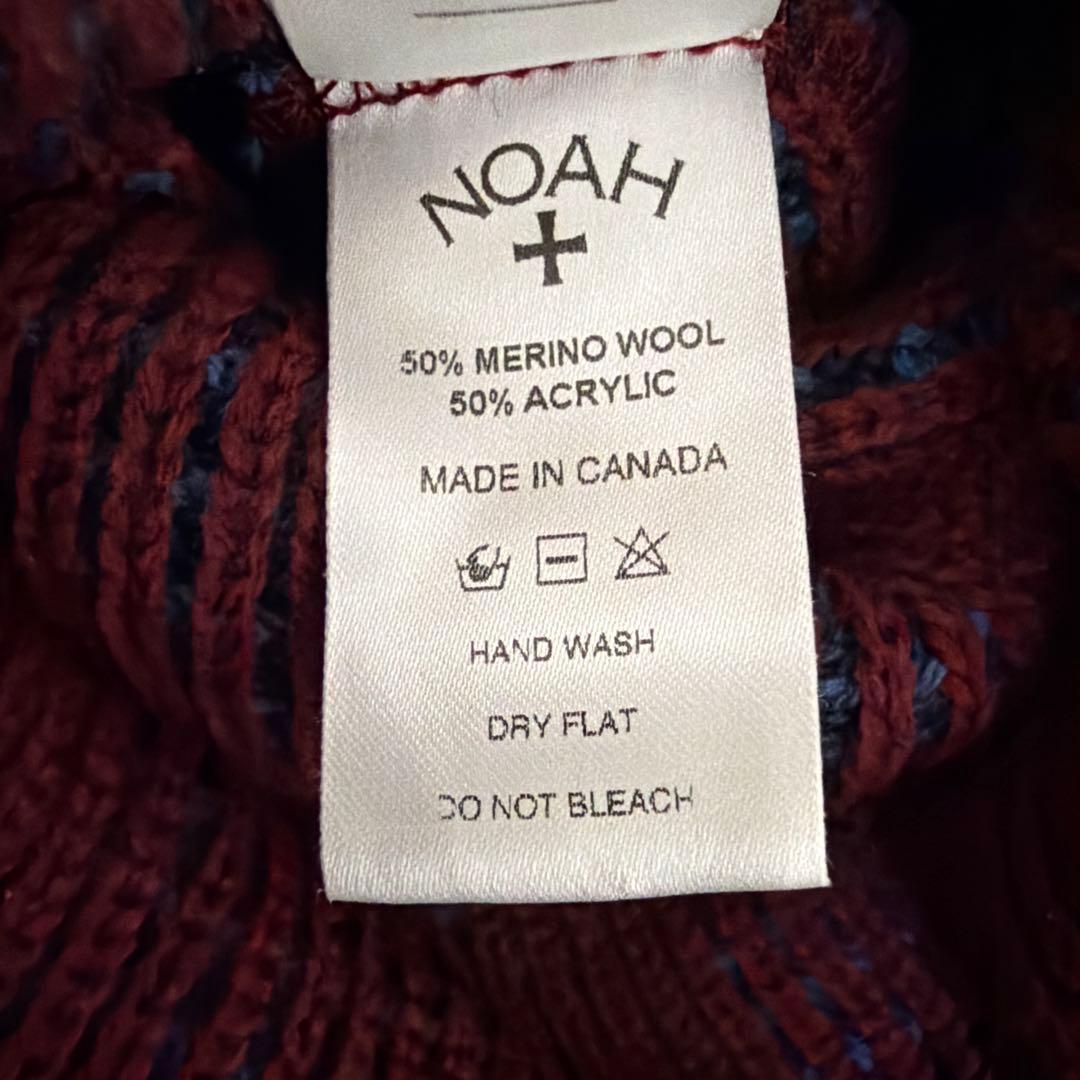 NOAH
50% MERINO WOOL
50% ACRYLIC
MADE IN CANADA
HAND WASH
DRY FLAT
DO NOT BLEACH